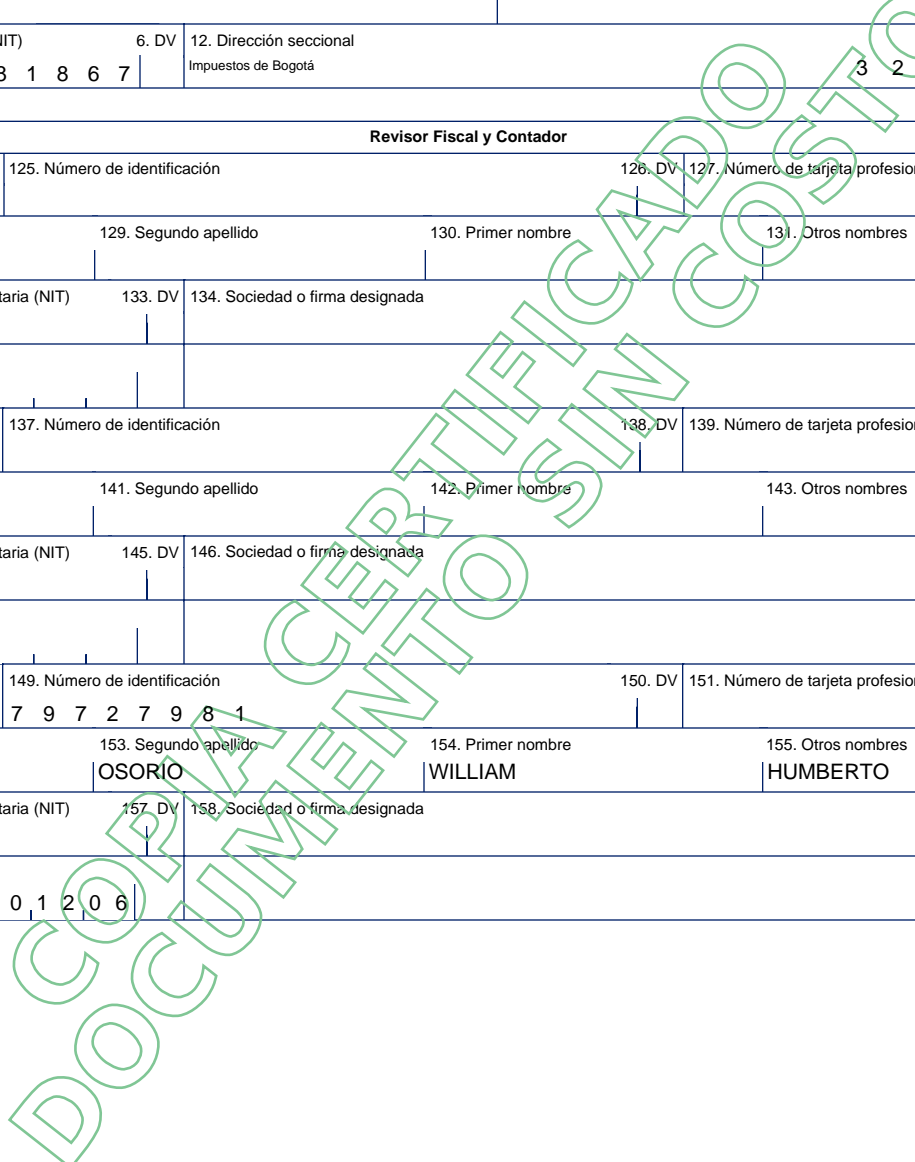 NIT) 6. DV 12. Dirección seccional
3 1 8 6 7 Impuestos de Bogotá 3 2
Revisor Fiscal y Contador
125. Número de identificación 126. DV 127. Número de tarjeta profesion
129. Segundo apellido 130. Primer nombre 131. Otros nombres
taria (NIT) 133. DV 134. Sociedad o firma designada
137. Número de identificación 138. DV 139. Número de tarjeta profesion
141. Segundo apellido 142. Primer nombre 143. Otros nombres
taria (NIT) 145. DV 146. Sociedad o firma designada
149. Número de identificación 150. DV 151. Número de tarjeta profesion
7 9 7 2 7 9 8 1
153. Segundo apellido 154. Primer nombre 155. Otros nombres
OSORIO WILLIAM HUMBERTO
taria (NIT) 157. DV 158. Sociedad o firma designada
0 1 2 0 6
COPIA CERTIFICADO
DOCUMENTO SIN COSTO